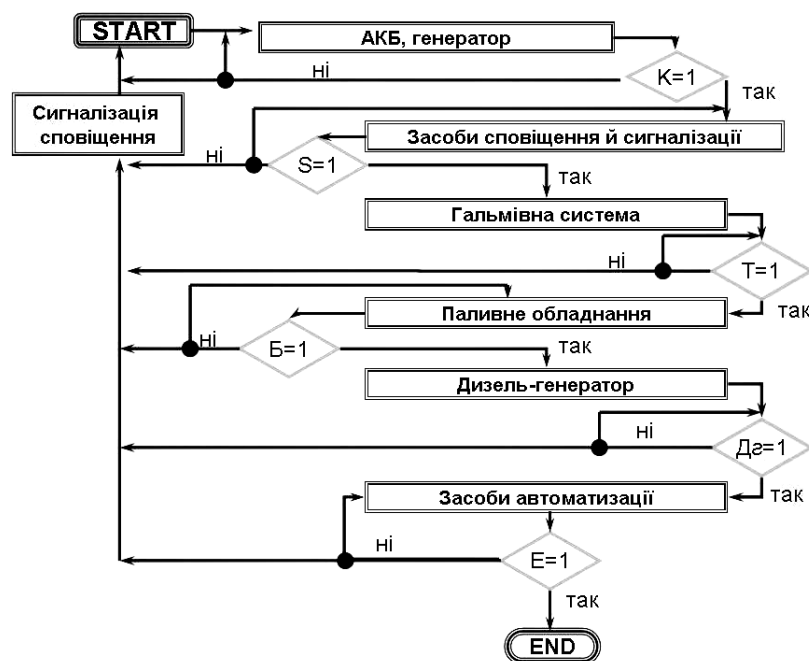 START
АКБ, генератор
ні
К=1
так
Сигналізація
сповіщення
Засоби сповіщення й сигналізації
ні
S=1
так
Гальмівна система
ні
Т=1
так
Паливне обладнання
ні
Б=1
так
Дизель-генератор
ні
Дг=1
так
Засоби автоматизації
ні
Е=1
так
END